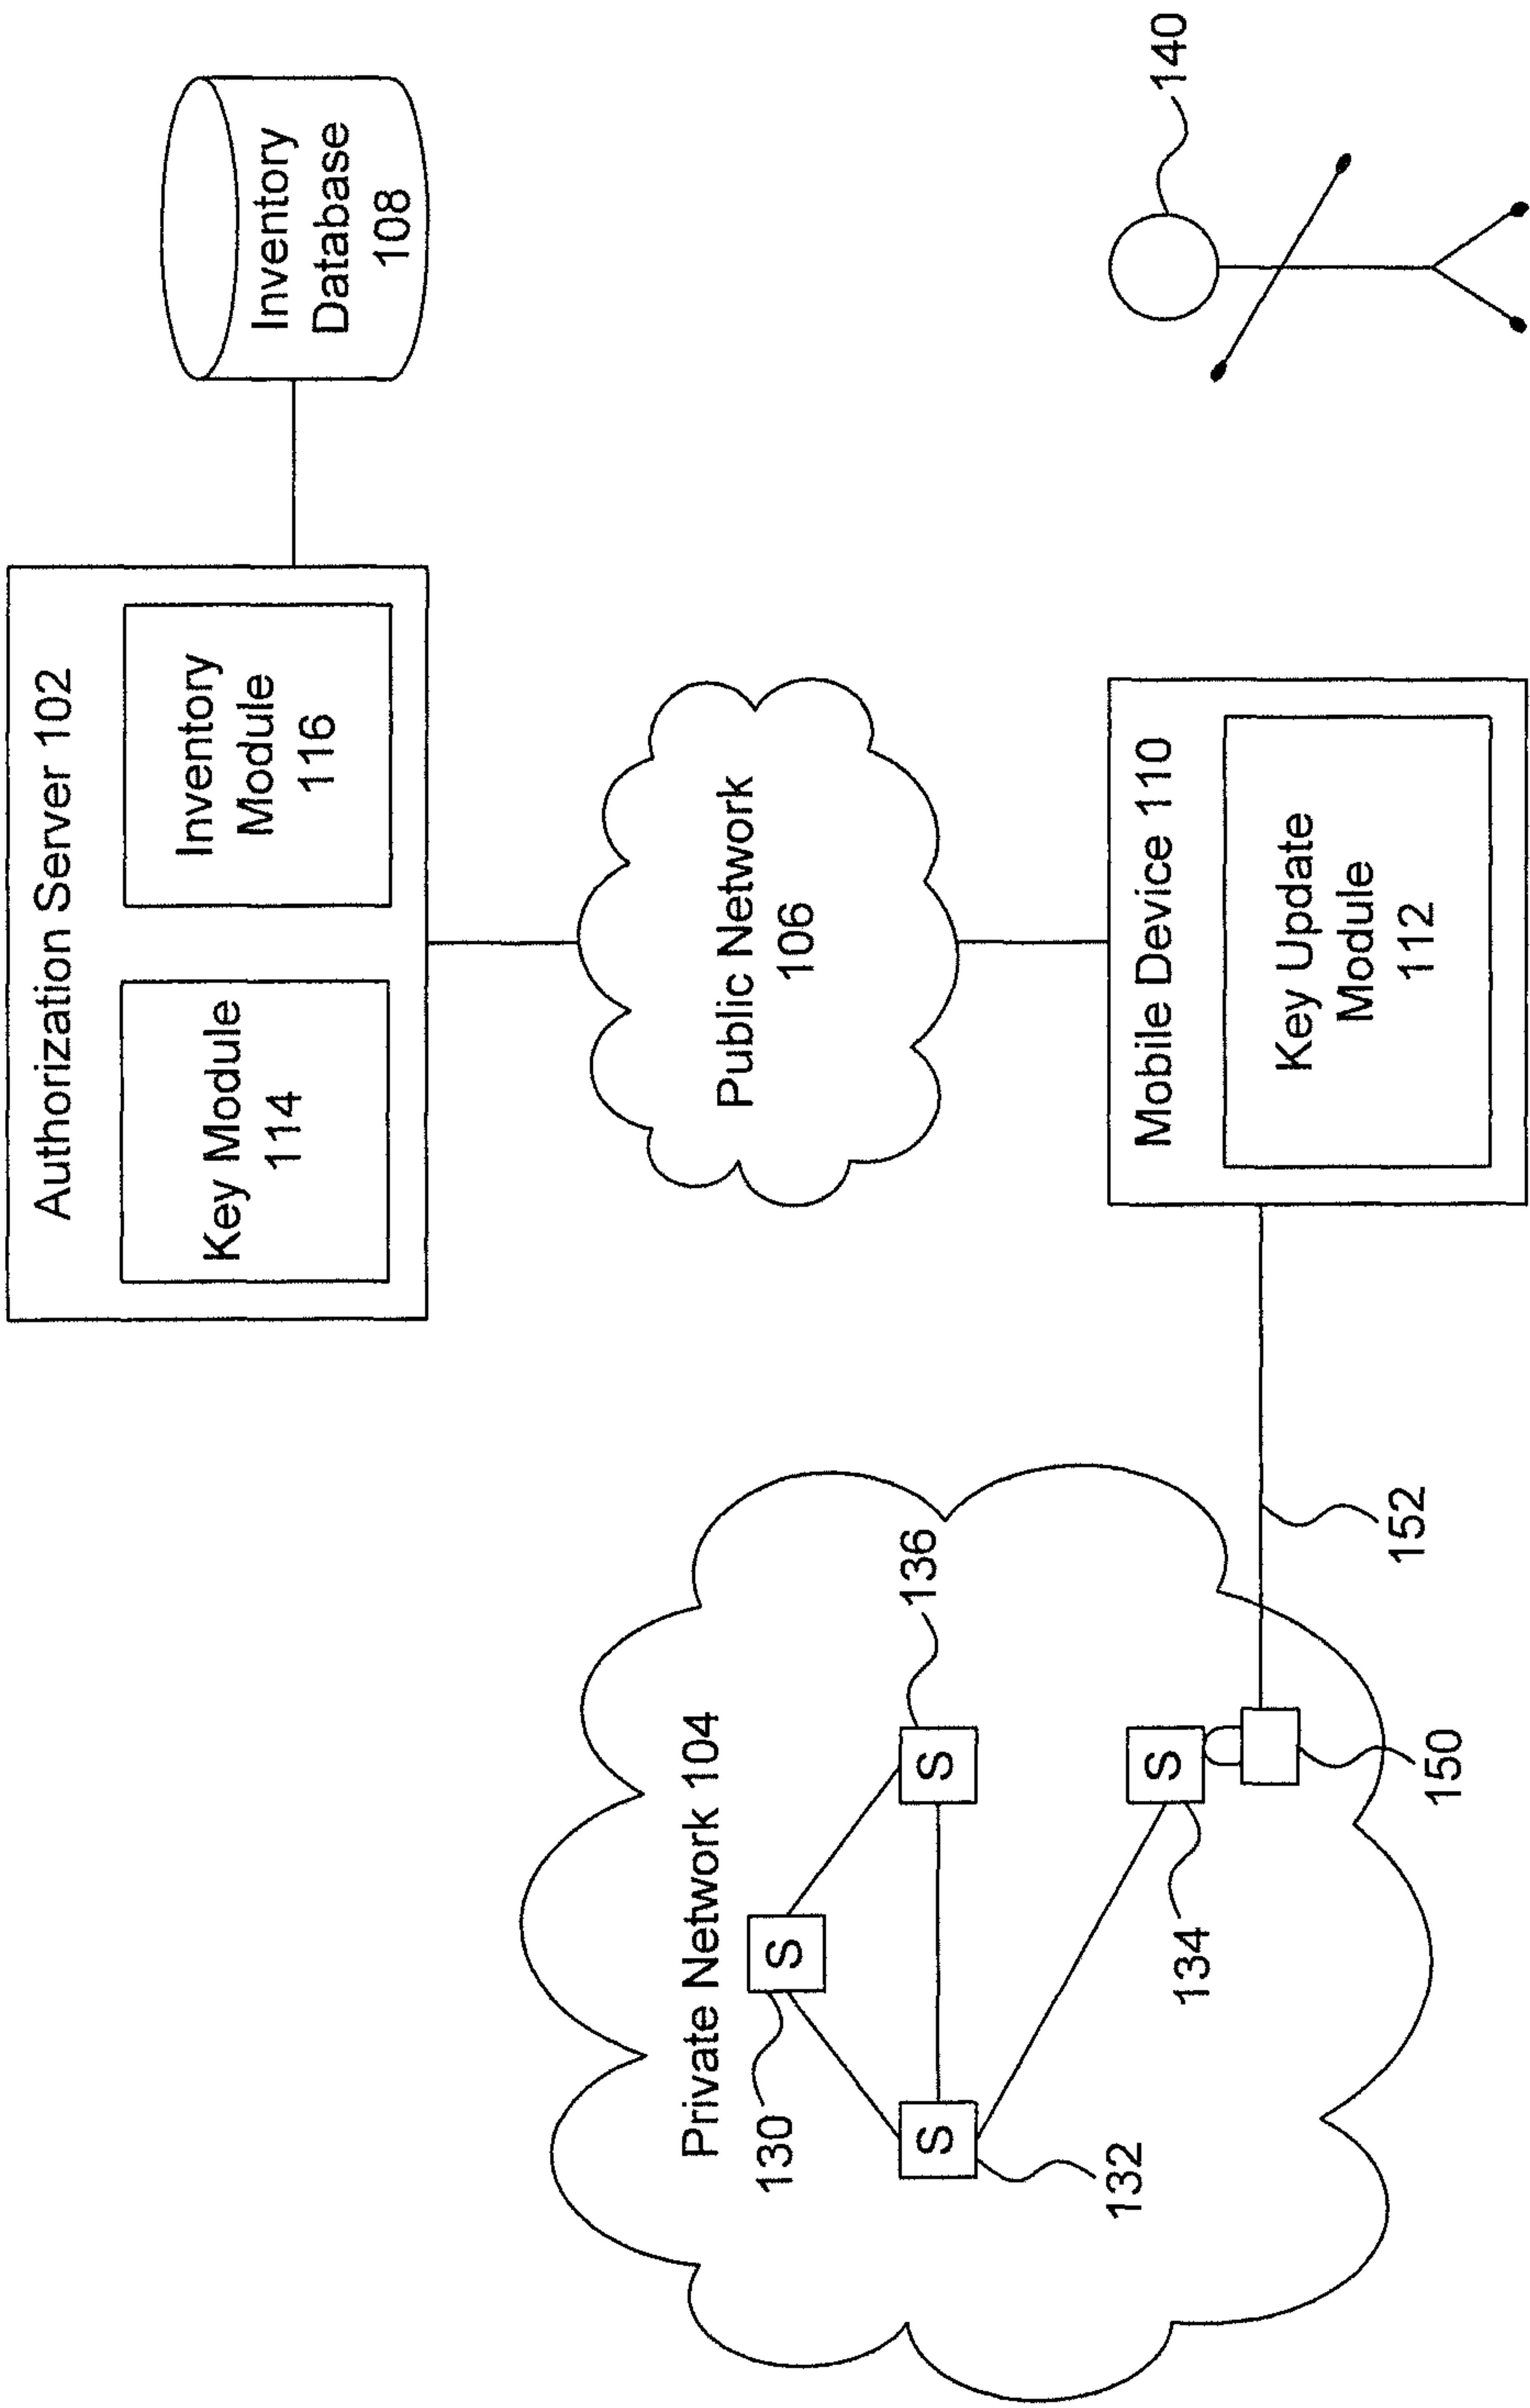 Authorization Server 102
Key Module
114
Inventory
Module
116
Inventory
Database
108
Public Network
106
Private Network 104
S
130
S
132
S
136
S
134
150
152
Mobile Device 110
Key Update
Module
112
140